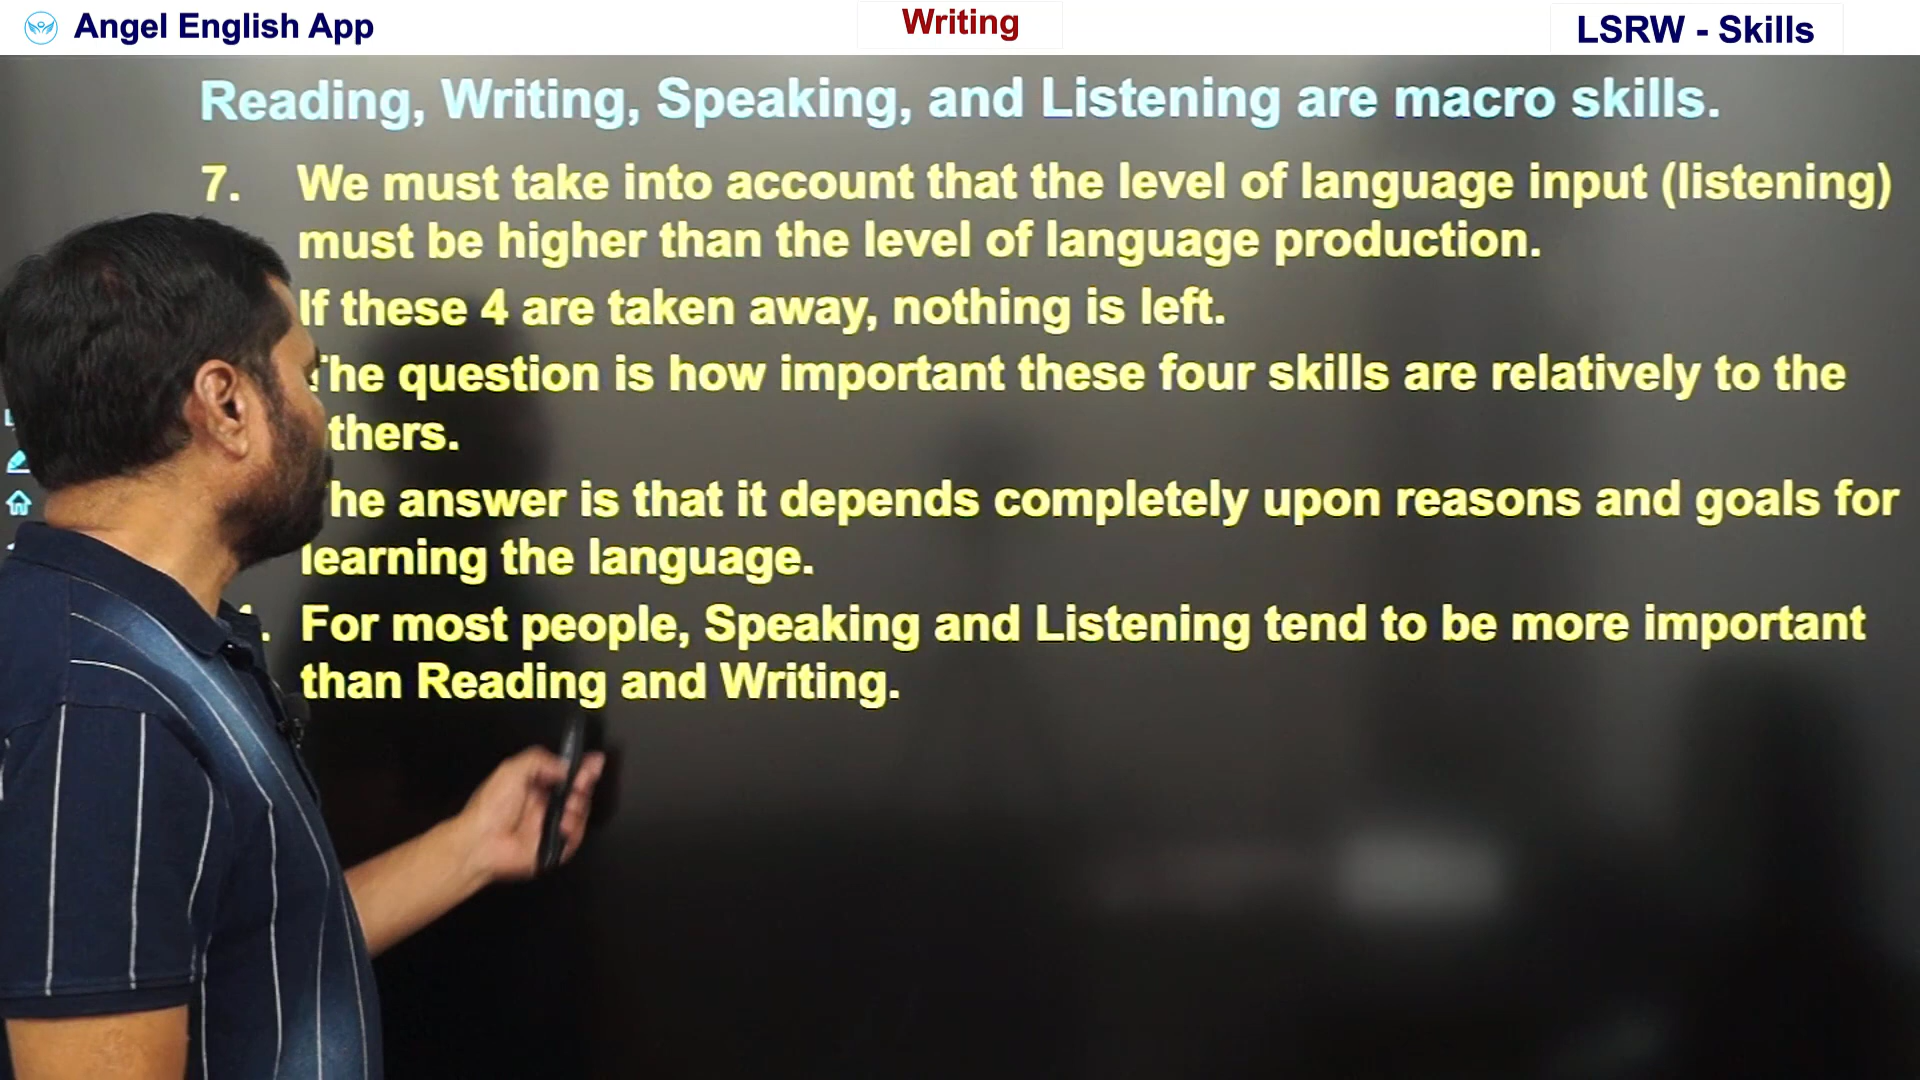 Angel English App
Writing
LSRW - Skills
Reading, Writing, Speaking, and Listening are macro skills.
7. We must take into account that the level of language input (listening)
must be higher than the level of language production.
If these 4 are taken away, nothing is left.
The question is how important these four skills are relatively to the
thers.
he answer is that it depends completely upon reasons and goals for
learning the language.
For most people, Speaking and Listening tend to be more important
than Reading and Writing.